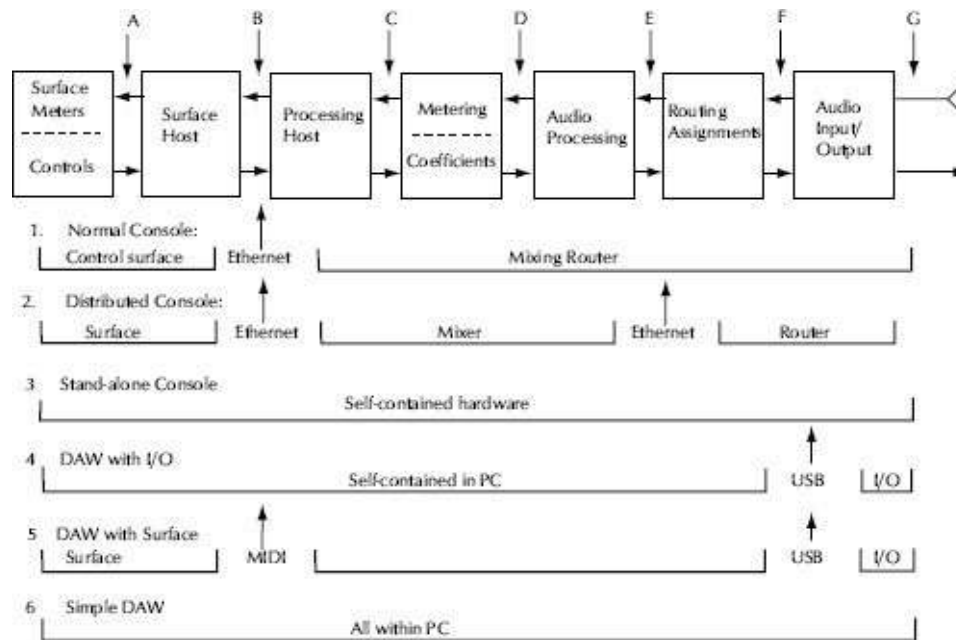 A B C D E F G
Surface Meters
Controls
Surface Host
Processing Host
Metering
Coefficients
Audio Processing
Routing Assignments
Audio Input/ Output
1. Normal Console:
Control surface Ethernet Mixing Router
2. Distributed Console:
Surface Ethernet Mixer Ethernet Router
3 Stand-alone Console
Self-contained hardware
4 DAW with I/O
Self-contained in PC USB I/O
5 DAW with Surface
Surface MIDI USB I/O
6 Simple DAW
All within PC